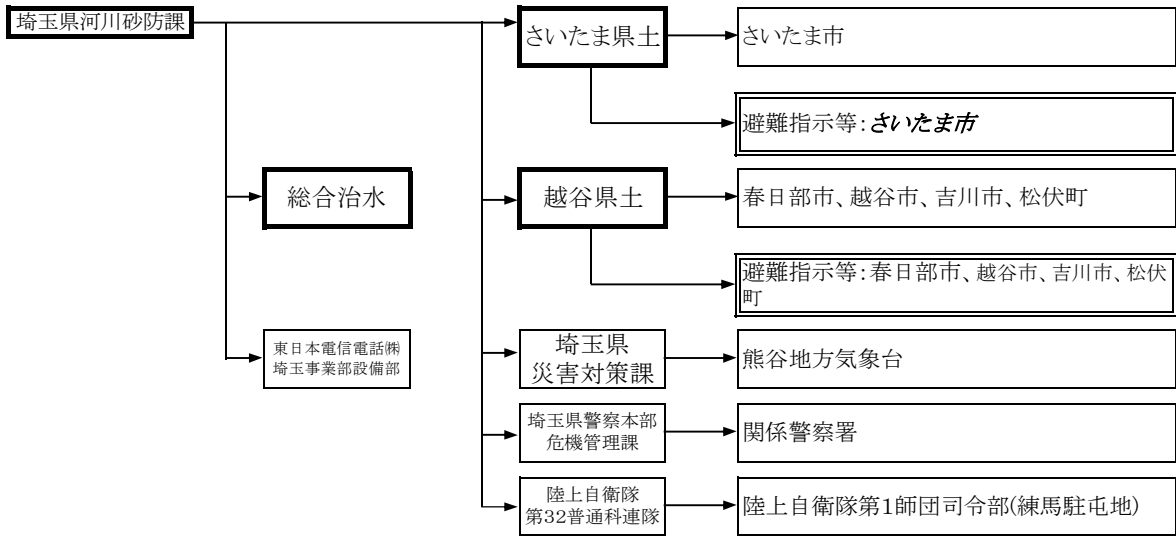 埼玉県河川砂防課
さいたま県土
さいたま市
避難指示等:さいたま市
総合治水
越谷県土
春日部市、越谷市、吉川市、松伏町
避難指示等:春日部市、越谷市、吉川市、松伏
町
東日本電信電話㈱
埼玉事業部設備部
埼玉県
災害対策課
熊谷地方気象台
埼玉県警察本部
危機管理課
関係警察署
陸上自衛隊
第32普通科連隊
陸上自衛隊第1師団司令部(練馬駐屯地)